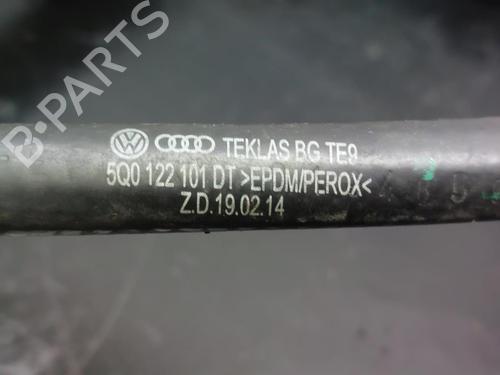 B-PARTS
TEKLAS BG TE9
5Q0 122 101 DT >EPDM/PEROX<
Z.D.19.02.14